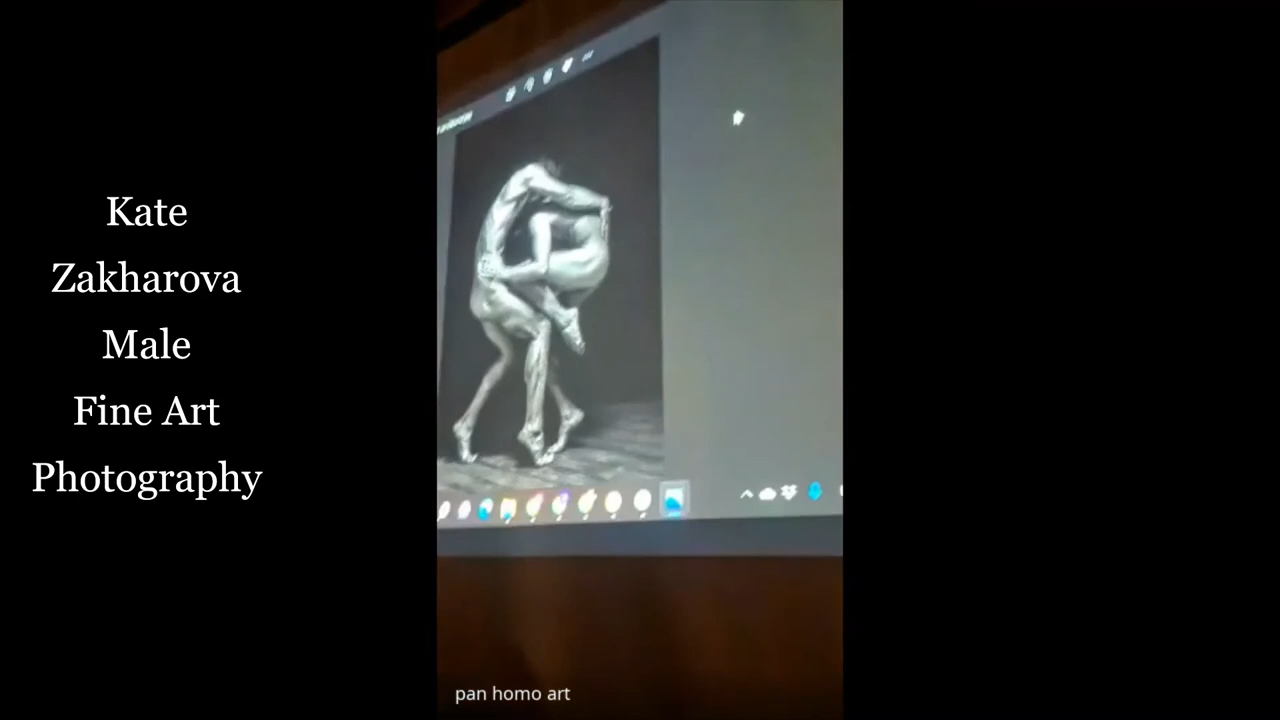 Kate
Zakharova
Male
Fine Art
Photography
pan homo art